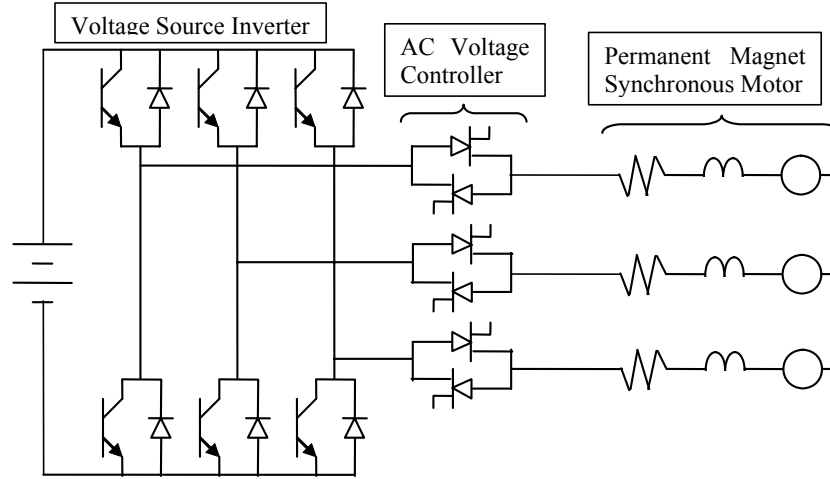 Voltage Source Inverter
AC Voltage
Controller
Permanent Magnet
Synchronous Motor